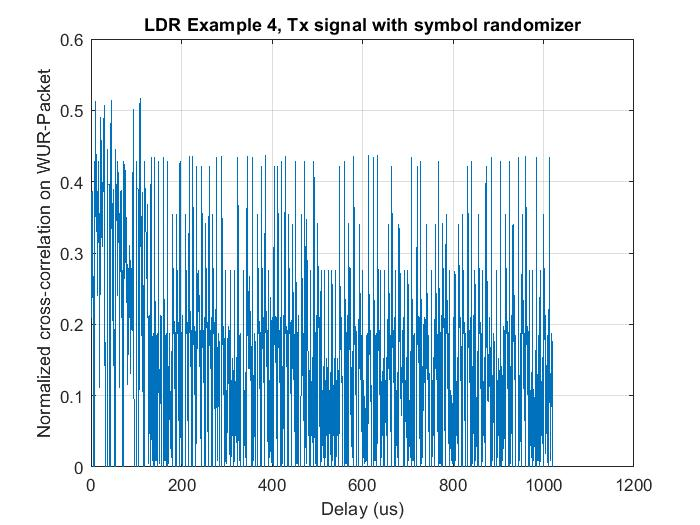 LDR Example 4, Tx signal with symbol randomizer
Normalized cross-correlation on WUR-Packet
0.6
0.5
0.4
0.3
0.2
0.1
0
0 200 400 600 800 1000 1200
Delay (us)